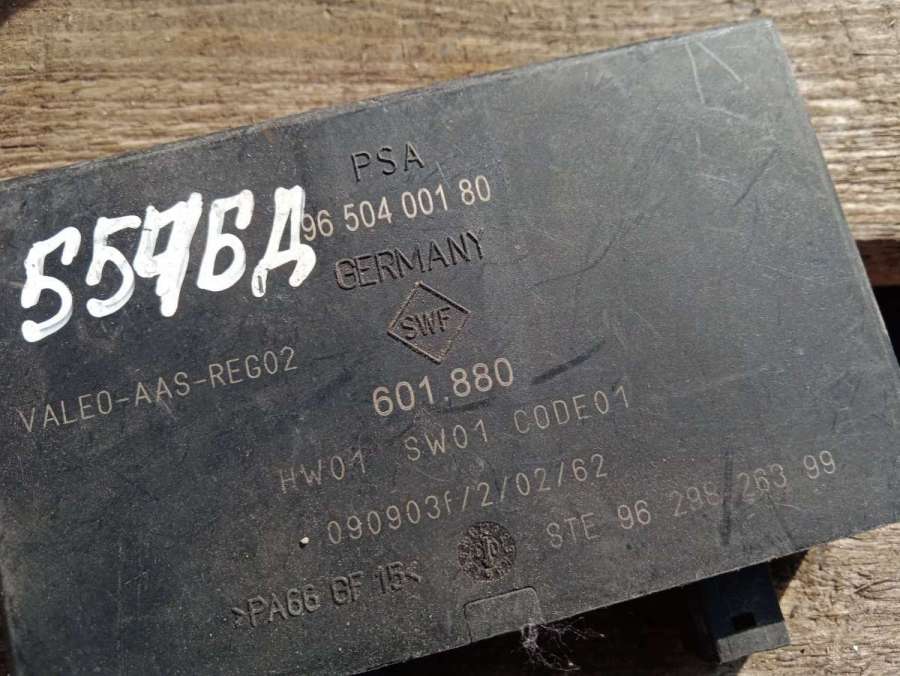 PSA
96 504 001 80
5576Д
GERMANY
SWF
VALEO-AAS-REG02
601.880
HW01 SW01 CODE01
090903f/2/02/62
STE 96 298 263 99
>PA66 GF 15<